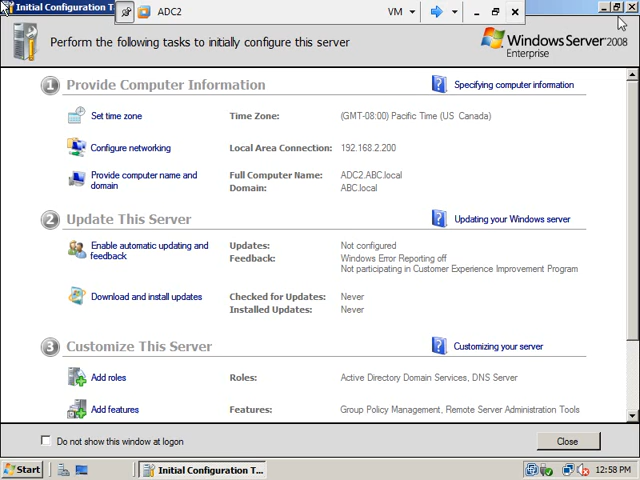 Initial Configuration T
ADC2
VM
Perform the following tasks to initially configure this server
Windows Server 2008
Enterprise
1 Provide Computer Information
Specifying computer information
Set time zone
Time Zone:
(GMT-08:00) Pacific Time (US Canada)
Configure networking
Local Area Connection:
192.168.2.200
Provide computer name and
domain
Full Computer Name:
ADC2.ABC.local
Domain:
ABC.local
2 Update This Server
Updating your Windows server
Enable automatic updating and
feedback
Updates:
Not configured
Feedback:
Windows Error Reporting off
Not participating in Customer Experience Improvement Program
Download and install updates
Checked for Updates:
Never
Installed Updates:
Never
3 Customize This Server
Customizing your server
Add roles
Roles:
Active Directory Domain Services, DNS Server
Add features
Features:
Group Policy Management, Remote Server Administration Tools
Do not show this window at logon
Close
Start
Initial Configuration T...
12:58 PM